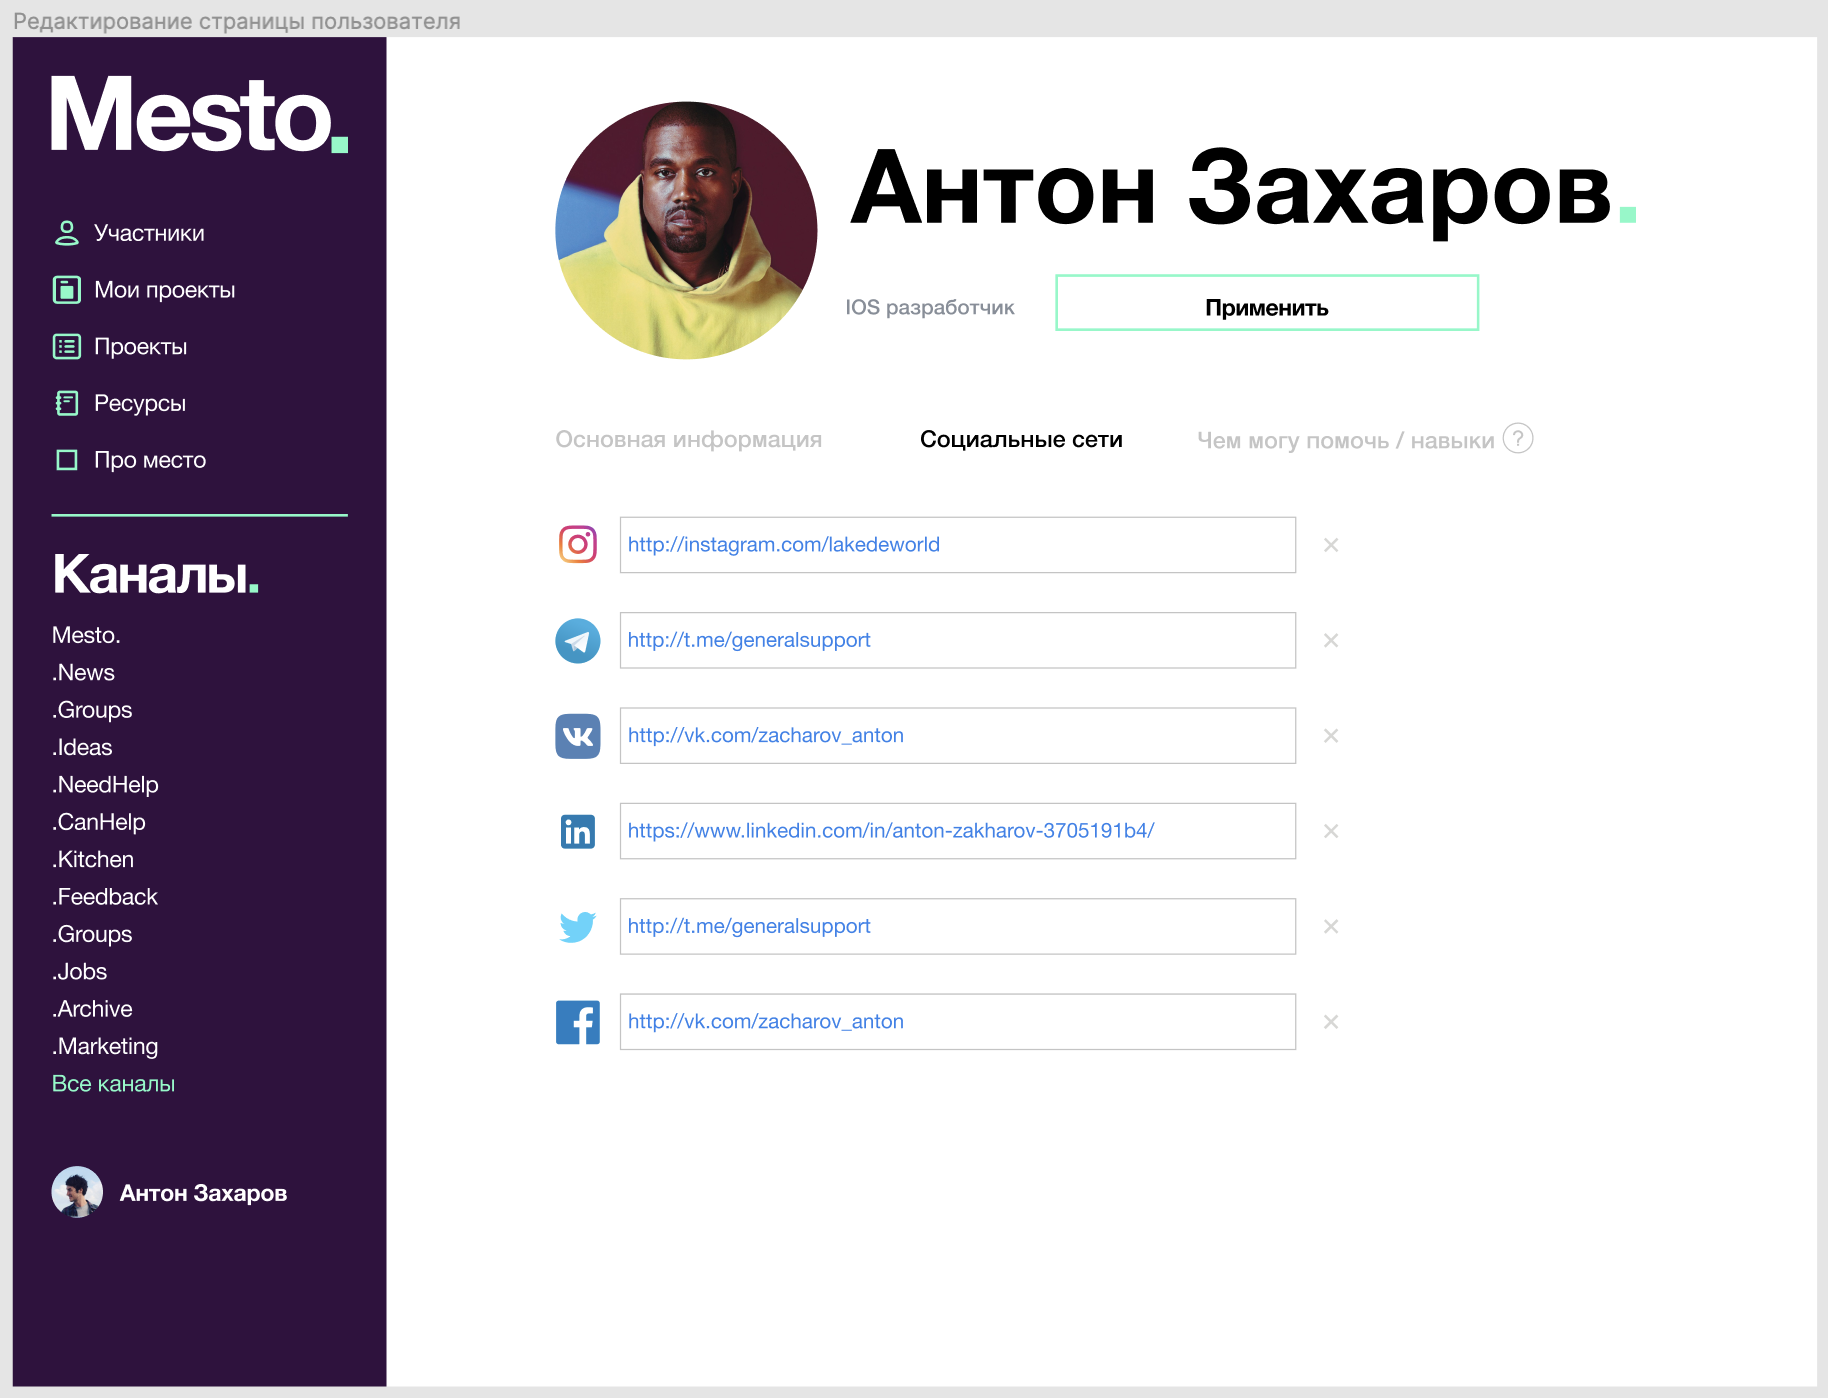 Редактирование страницы пользователя
Mesto.
Участники
Мои проекты
Проекты
Ресурсы
Про место
Каналы.
Mesto.
.News
.Groups
.Ideas
.NeedHelp
.CanHelp
.Kitchen
.Feedback
.Groups
.Jobs
.Archive
.Marketing
Все каналы
Антон Захаров
Антон Захаров.
IOS разработчик
Применить
Основная информация
Социальные сети
Чем могу помочь / навыки ?
http://instagram.com/lakedeworld
http://t.me/generalsupport
http://vk.com/zacharov_anton
https://www.linkedin.com/in/anton-zakharov-3705191b4/
http://t.me/generalsupport
http://vk.com/zacharov_anton